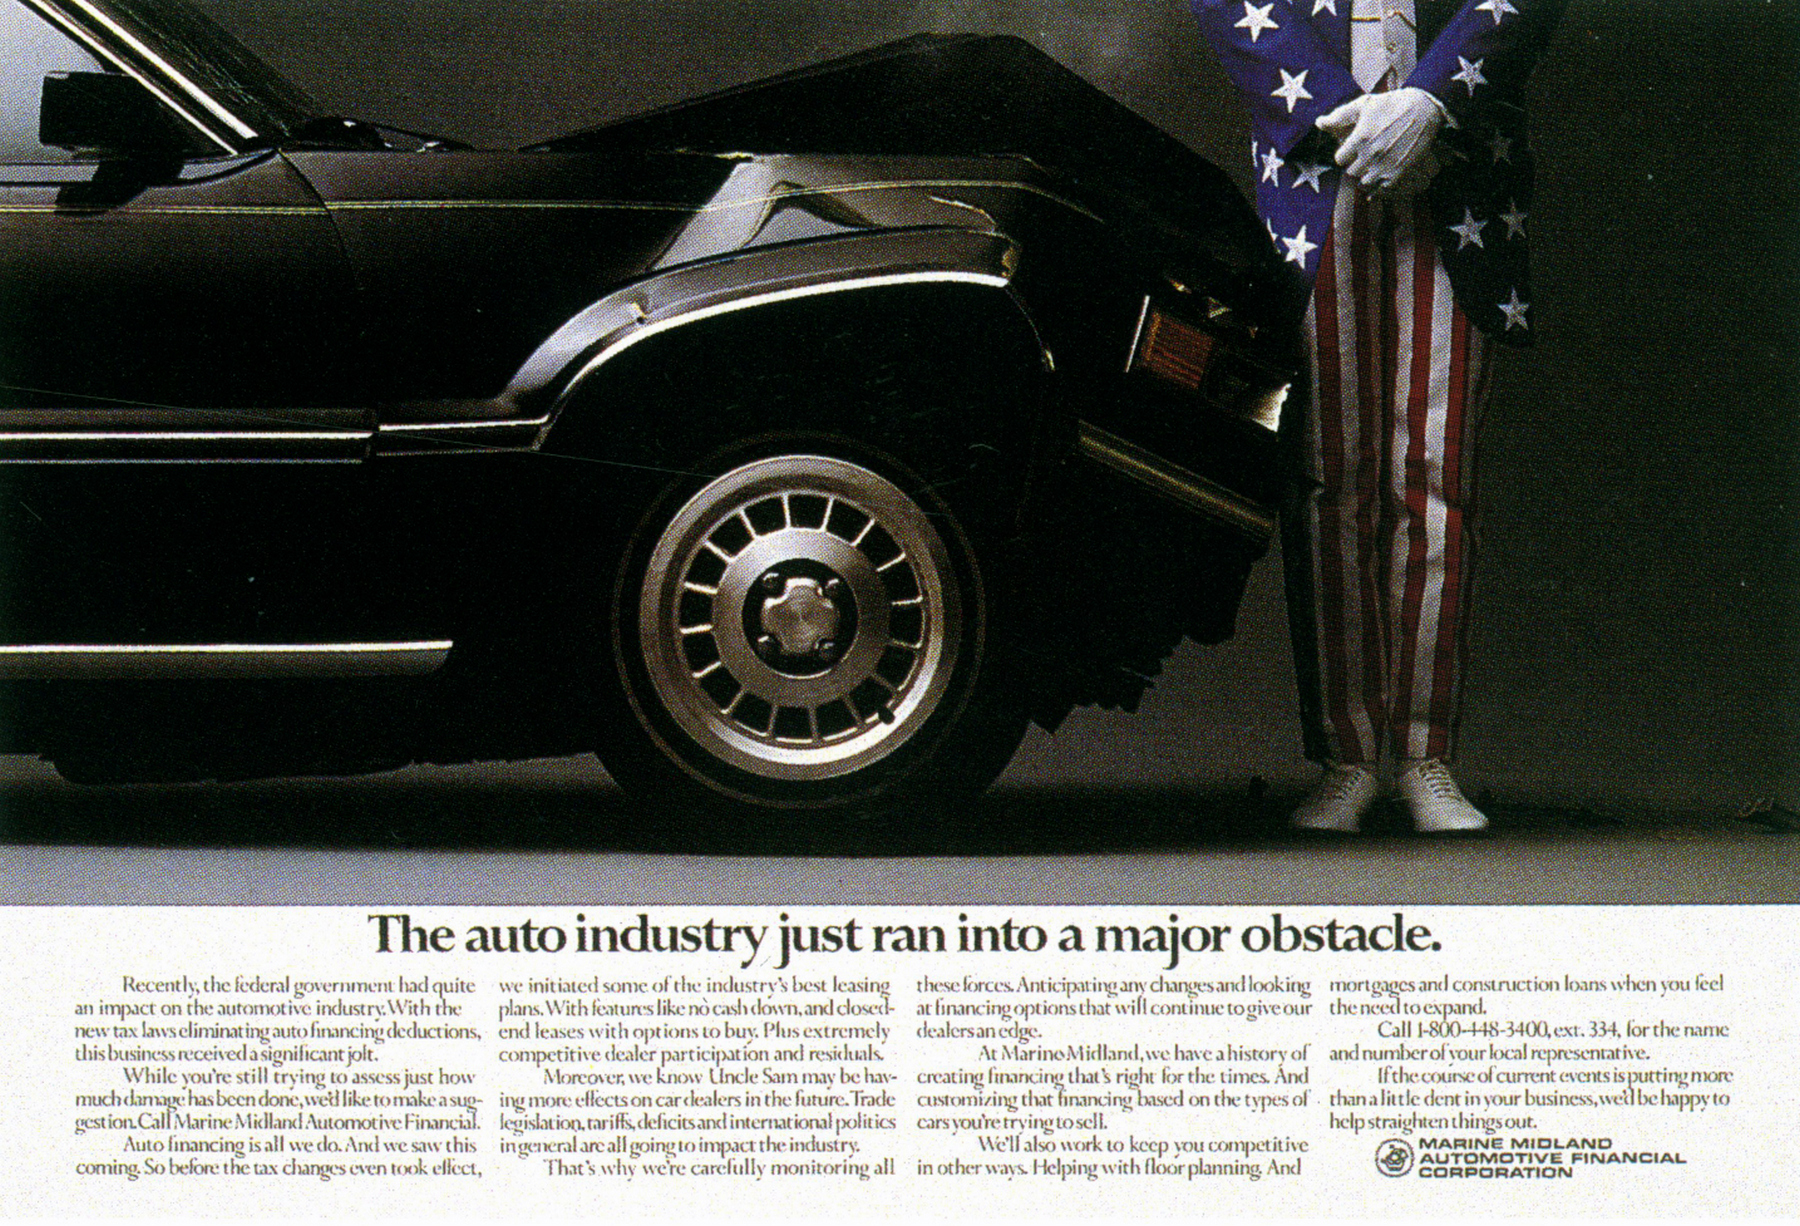 The auto industry just ran into a major obstacle.
Recently, the federal government had quite
an impact on the automotive industry. With the
new tax laws eliminating auto financing deductions,
this business received a significant jolt.
While you're still trying to assess just how
much damage has been done, we'd like to make a sug-
gestion. Call Marine Midland Automotive Financial.
Auto financing is all we do. And we saw this
coming. So before the tax changes even took effect,
we initiated some of the industry's best leasing
plans. With features like no cash down, and closed-
end leases with options to buy. Plus extremely
competitive dealer participation and residuals.
Moreover, we know Uncle Sam may be hav-
ing more effects on car dealers in the future. Trade
legislation, tariffs, deficits and international politics
in general are all going to impact the industry.
That's why we're carefully monitoring all
these forces. Anticipating any changes and looking
at financing options that will continue to give our
dealers an edge.
At Marine Midland, we have a history of
creating financing that's right for the times. And
customizing that financing based on the types of
cars you're trying to sell.
We'll also work to keep you competitive
in other ways. Helping with floor planning. And
mortgages and construction loans when you feel
the need to expand.
Call 1-800-448-3400, ext. 334, for the name
and number of your local representative.
If the course of current events is putting more
than a little dent in your business, we'd be happy to
help straighten things out.
MARINE MIDLAND
AUTOMOTIVE FINANCIAL
CORPORATION